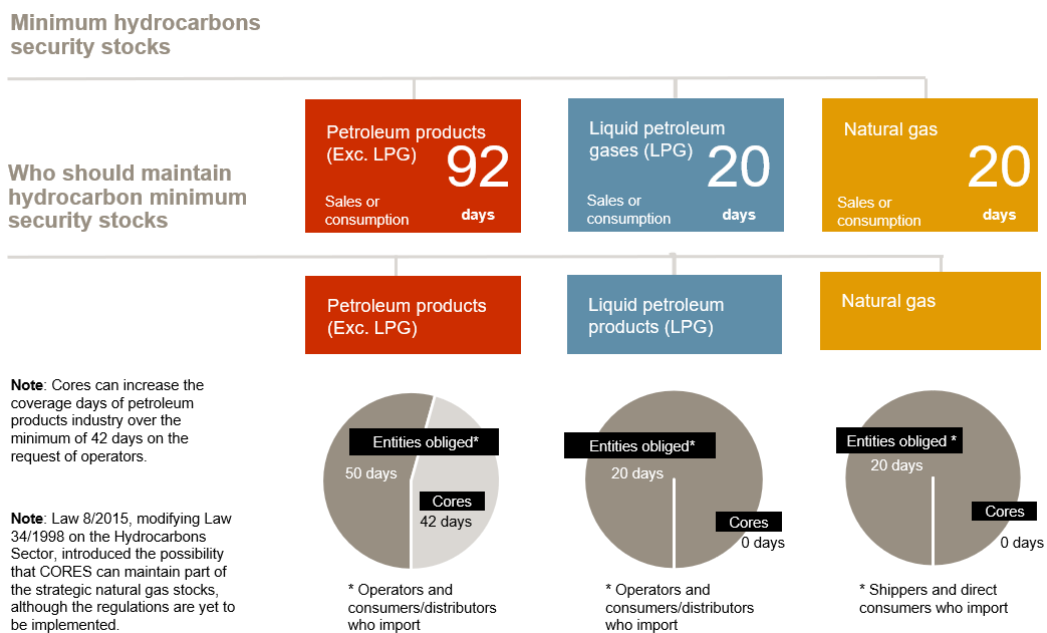 Minimum hydrocarbons
security stocks
Petroleum products
(Exc. LPG)
92
Sales or
consumption
days
Liquid petroleum
gases (LPG)
20
Sales or
consumption
days
Natural gas
20
Sales or
consumption
days
Who should maintain
hydrocarbon minimum
security stocks
Petroleum products
(Exc. LPG)
Liquid petroleum
products (LPG)
Natural gas
Note: Cores can increase the
coverage days of petroleum
products industry over the
minimum of 42 days on the
request of operators.
Note: Law 8/2015, modifying Law
34/1998 on the Hydrocarbons
Sector, introduced the possibility
that CORES can maintain part of
the strategic natural gas stocks,
although the regulations are yet to
be implemented.
Entities obliged*
50 days
Cores
42 days
* Operators and
consumers/distributors
who import
Entities obliged*
20 days
Cores
0 days
* Operators and
consumers/distributors
who import
Entities obliged *
20 days
Cores
0 days
* Shippers and direct
consumers who import